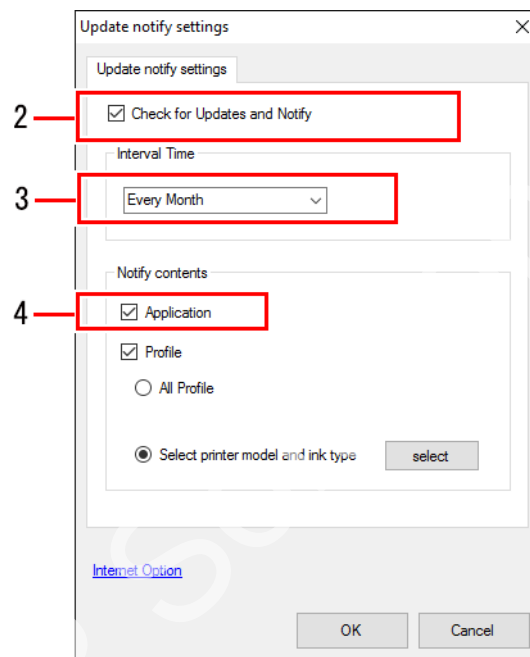 Update notify settings
Update notify settings
2
Check for Updates and Notify
Interval Time
3
Every Month
Notify contents
4
Application
Profile
All Profile
Select printer model and ink type
select
Internet Option
OK
Cancel